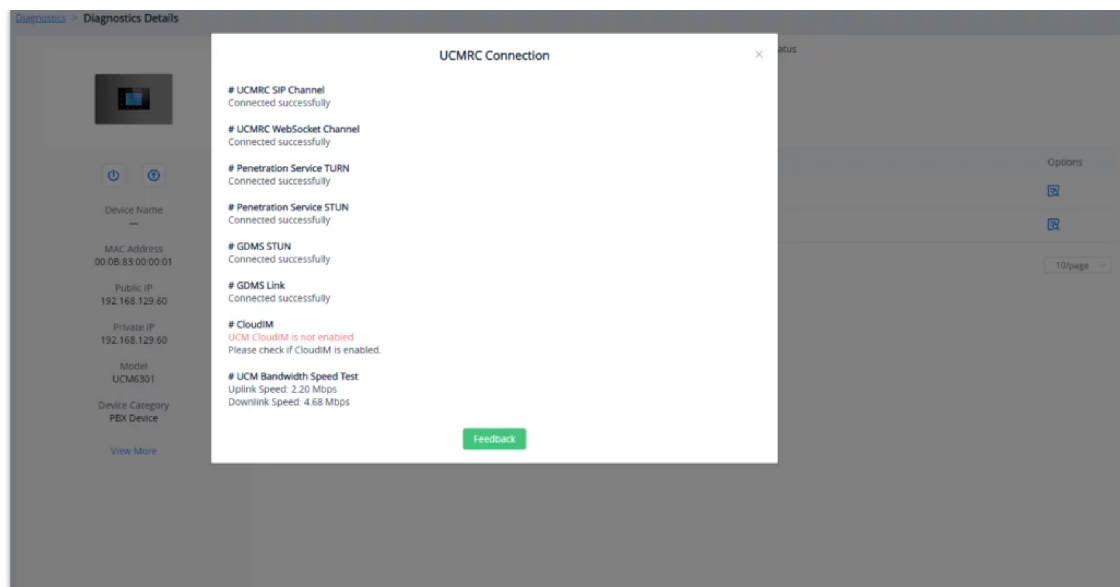 Diagnostics > Diagnostics Details
UCMRC Connection
×
atus
# UCMRC SIP Channel
Connected successfully
# UCMRC WebSocket Channel
Connected successfully
# Penetration Service TURN
Connected successfully
# Penetration Service STUN
Connected successfully
# GDMS STUN
Connected successfully
# GDMS Link
Connected successfully
# CloudIM
UCM CloudIM is not enabled
Please check if CloudIM is enabled.
# UCM Bandwidth Speed Test
Uplink Speed: 2.20 Mbps
Downlink Speed: 4.68 Mbps
Feedback
Device Name
—
MAC Address
00:0B:83:00:00:01
Public IP
192.168.129.60
Private IP
192.168.129.60
Model
UCM6301
Device Category
PBX Device
View More
Options
10/page